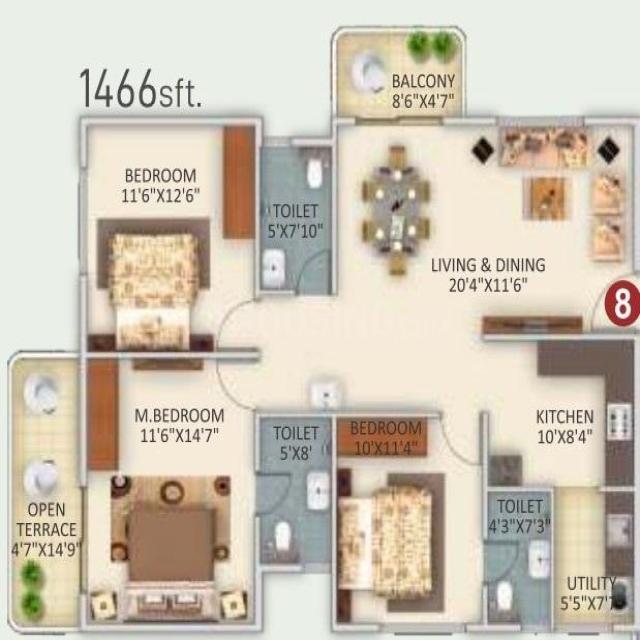 1466sft.
BALCONY
8'6"X4'7"
BEDROOM
11'6"X12'6"
TOILET
5'X7'10"
LIVING & DINING
20'4"X11'6"
8
M.BEDROOM
11'6"X14'7"
TOILET
5'X8'
BEDROOM
10'X11'4"
KITCHEN
10'X8'4"
OPEN
TERRACE
4'7"X14'9"
TOILET
4'3"X7'3"
UTILITY
5'5"X7'7